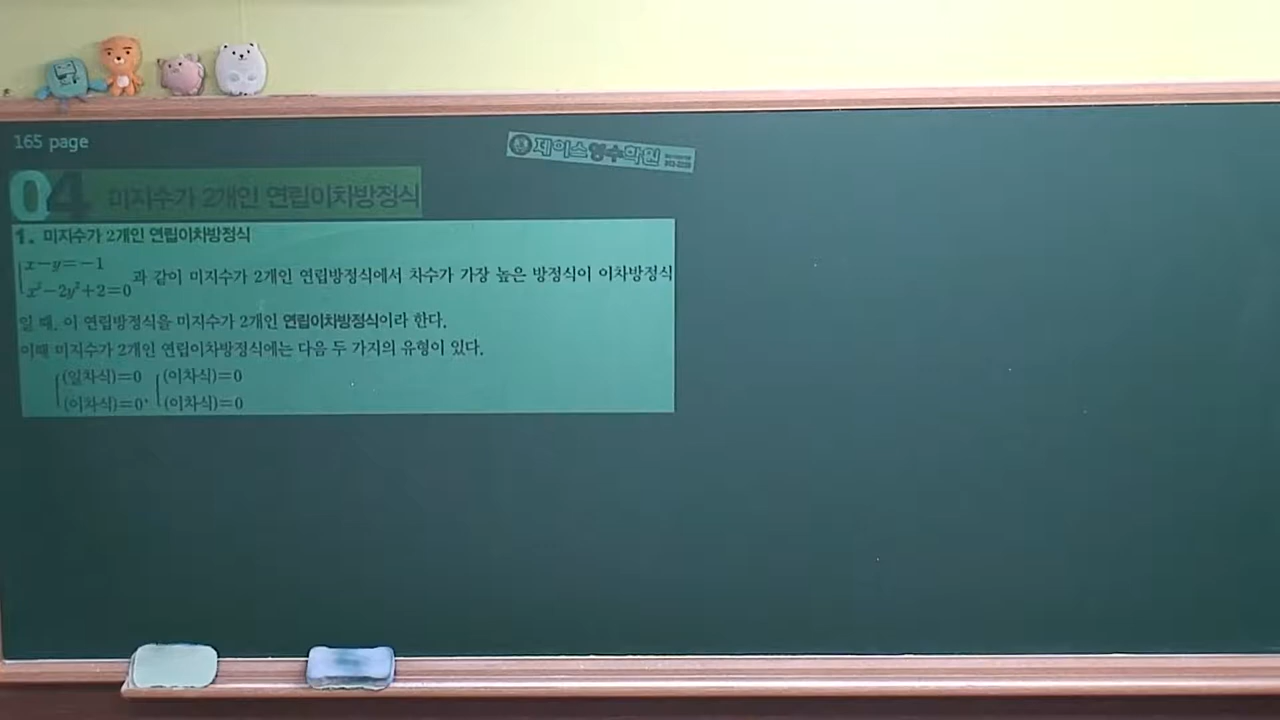 165 page
제이스영수학원
04 미지수가 2개인 연립이차방정식
1. 미지수가 2개인 연립이차방정식
x-y=-1
x²-2y²+2=0
과 같이 미지수가 2개인 연립방정식에서 차수가 가장 높은 방정식이 이차방정식
일 때, 이 연립방정식을 미지수가 2개인 연립이차방정식이라 한다.
이때 미지수가 2개인 연립이차방정식에는 다음 두 가지의 유형이 있다.
(일차식)=0 (이차식)=0
(이차식)=0, (이차식)=0